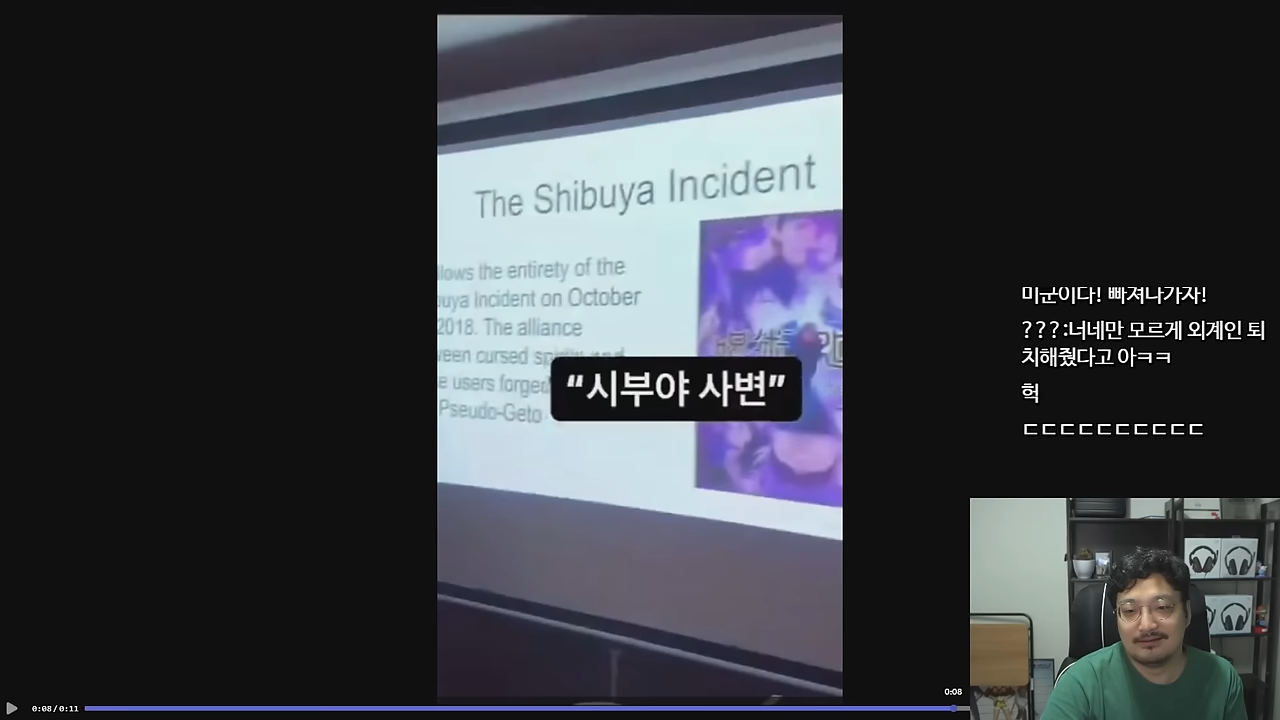 The Shibuya Incident
llows the entirety of the
ouya Incident on October
2018. The alliance
ween cursed spirits and
e users forged
Pseudo-Geto
“시부야 사변”
미군이다! 빠져나가자!
???:너네만 모르게 외계인 퇴
치해줬다고 아ㅋㅋ
헉
ㄷㄷㄷㄷㄷㄷㄷㄷㄷㄷ
0:08
0:08/0:11